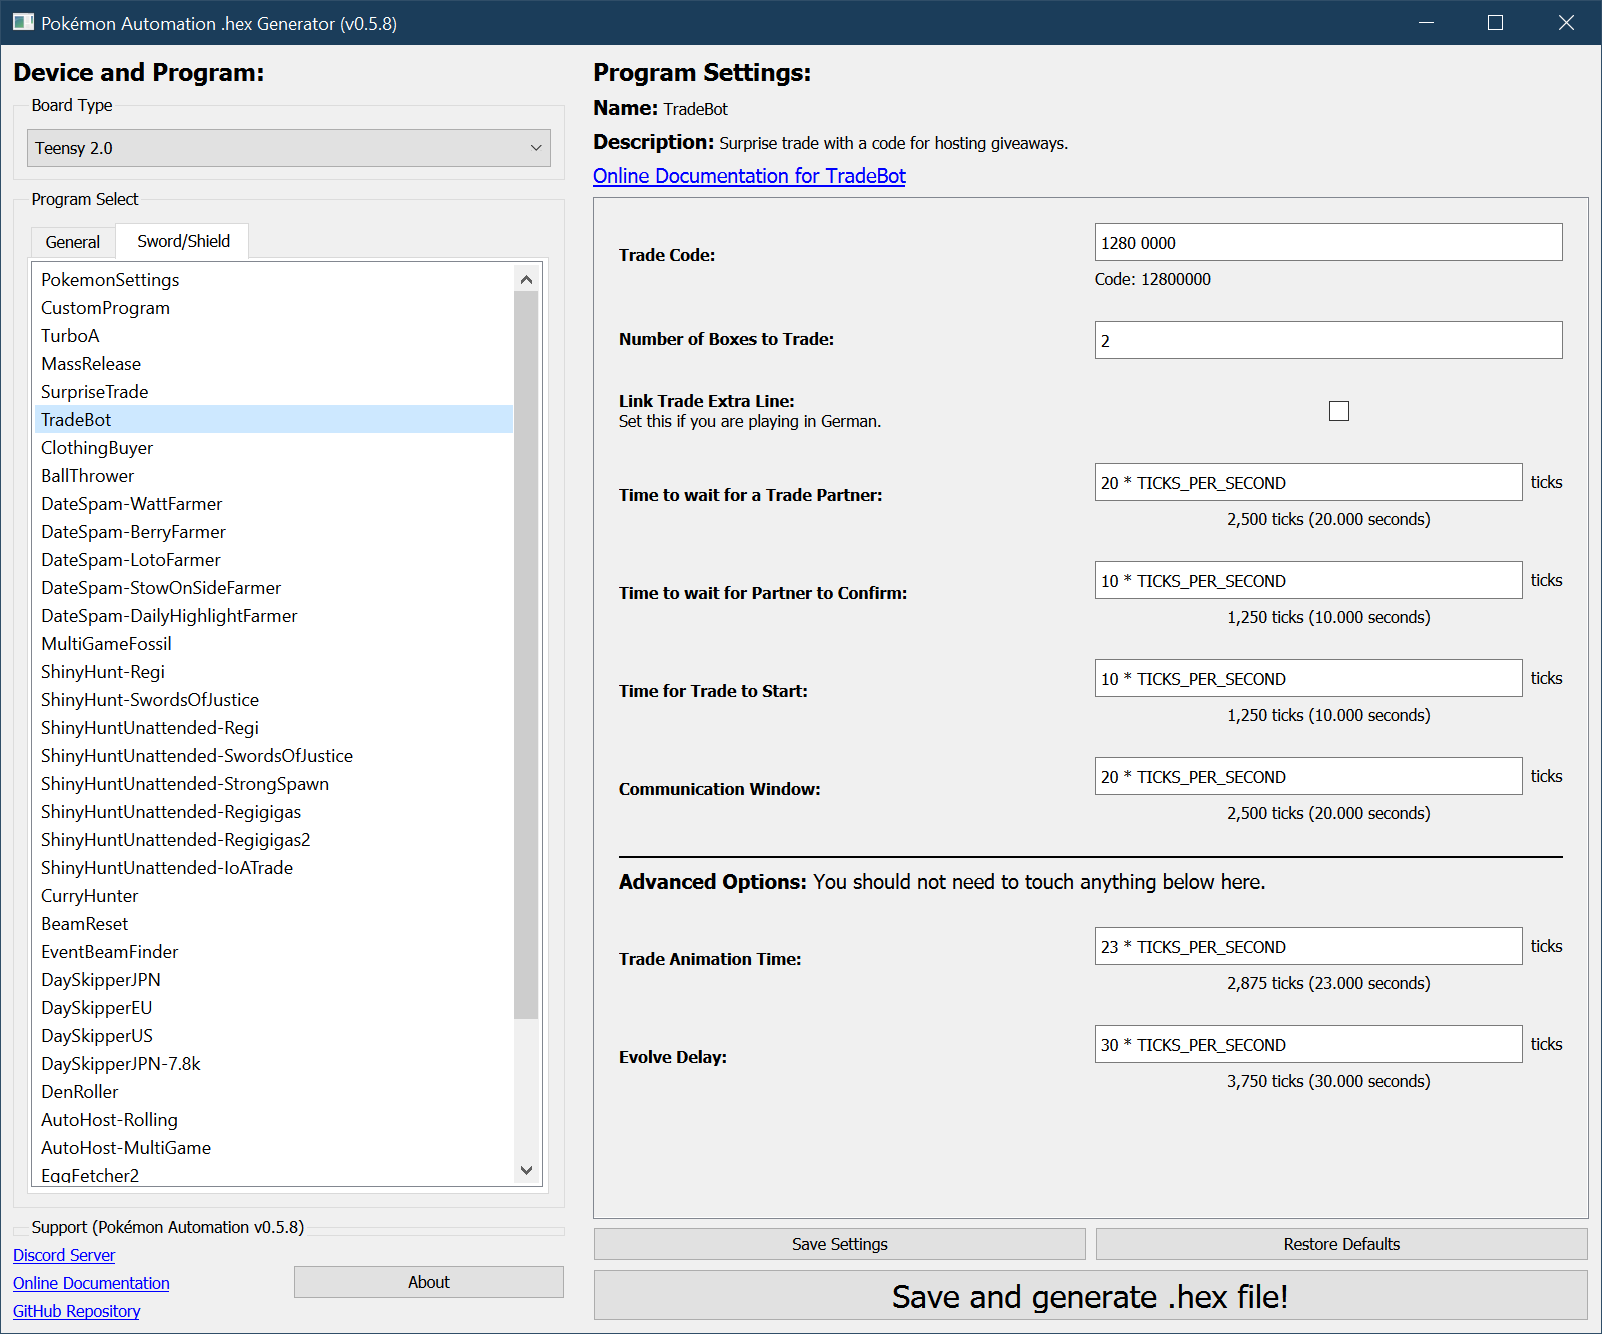 Pokémon Automation .hex Generator (v0.5.8)
Device and Program:
Board Type
Teensy 2.0
Program Select
General
Sword/Shield
PokemonSettings
CustomProgram
TurboA
MassRelease
SurpriseTrade
TradeBot
ClothingBuyer
BallThrower
DateSpam-WattFarmer
DateSpam-BerryFarmer
DateSpam-LotoFarmer
DateSpam-StowOnSideFarmer
DateSpam-DailyHighlightFarmer
MultiGameFossil
ShinyHunt-Regi
ShinyHunt-SwordsOfJustice
ShinyHuntUnattended-Regi
ShinyHuntUnattended-SwordsOfJustice
ShinyHuntUnattended-StrongSpawn
ShinyHuntUnattended-Regigigas
ShinyHuntUnattended-Regigigas2
ShinyHuntUnattended-IoATrade
CurryHunter
BeamReset
EventBeamFinder
DaySkipperJPN
DaySkipperEU
DaySkipperUS
DaySkipperJPN-7.8k
DenRoller
AutoHost-Rolling
AutoHost-MultiGame
EggFetcher2
Support (Pokémon Automation v0.5.8)
Discord Server
Online Documentation
GitHub Repository
About
Program Settings:
Name: TradeBot
Description: Surprise trade with a code for hosting giveaways.
Online Documentation for TradeBot
Trade Code:
1280 0000
Code: 12800000
Number of Boxes to Trade:
2
Link Trade Extra Line:
Set this if you are playing in German.
Time to wait for a Trade Partner:
20 * TICKS_PER_SECOND ticks
2,500 ticks (20.000 seconds)
Time to wait for Partner to Confirm:
10 * TICKS_PER_SECOND ticks
1,250 ticks (10.000 seconds)
Time for Trade to Start:
10 * TICKS_PER_SECOND ticks
1,250 ticks (10.000 seconds)
Communication Window:
20 * TICKS_PER_SECOND ticks
2,500 ticks (20.000 seconds)
Advanced Options: You should not need to touch anything below here.
Trade Animation Time:
23 * TICKS_PER_SECOND ticks
2,875 ticks (23.000 seconds)
Evolve Delay:
30 * TICKS_PER_SECOND ticks
3,750 ticks (30.000 seconds)
Save Settings
Restore Defaults
Save and generate .hex file!